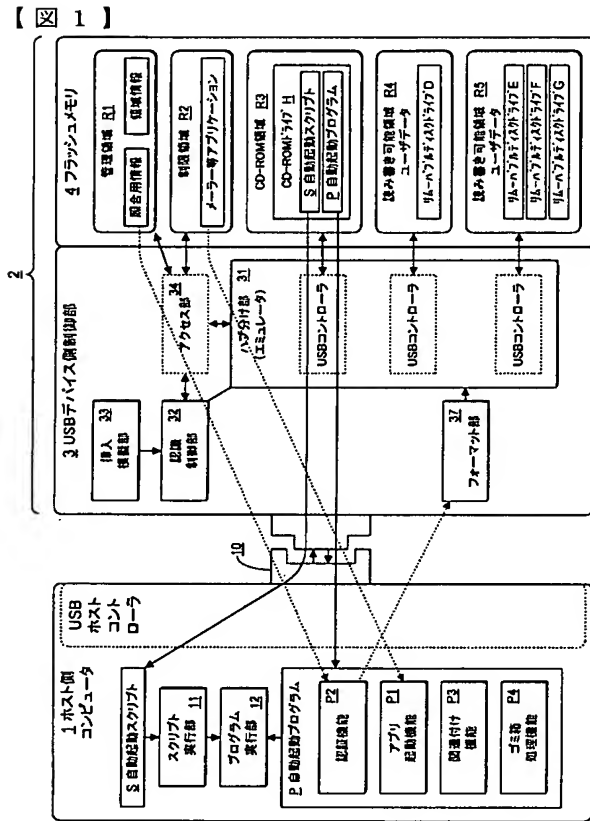 【図1】
2
4 フラッシュメモリ
管理領域 R1
照合用情報
領域情報
制限領域 R2
メーラー等アプリケーション
CD-ROM領域 R3
CD-ROMドライブ H
S 自動起動スクリプト
P 自動起動プログラム
読み書き可能領域 R4
ユーザデータ
リムーバブルディスクドライブD
読み書き可能領域 R5
ユーザデータ
リムーバブルディスクドライブE
リムーバブルディスクドライブF
リムーバブルディスクドライブG
3 USBデバイス側制御部
挿入
模擬部
33
認識
制御部
32
34
アクセス部
ハブ分け部
(エミュレータ)
31
USBコントローラ
USBコントローラ
USBコントローラ
37
フォーマット部
10
1 ホスト側
コンピュータ
USB
ホスト
コント
ローラ
S 自動起動スクリプト
スクリプト
実行部
11
プログラム
実行部
12
P 自動起動プログラム
P2
認証機能
P1
アプリ
起動機能
P3
関連付け
機能
P4
ゴミ箱
処理機能